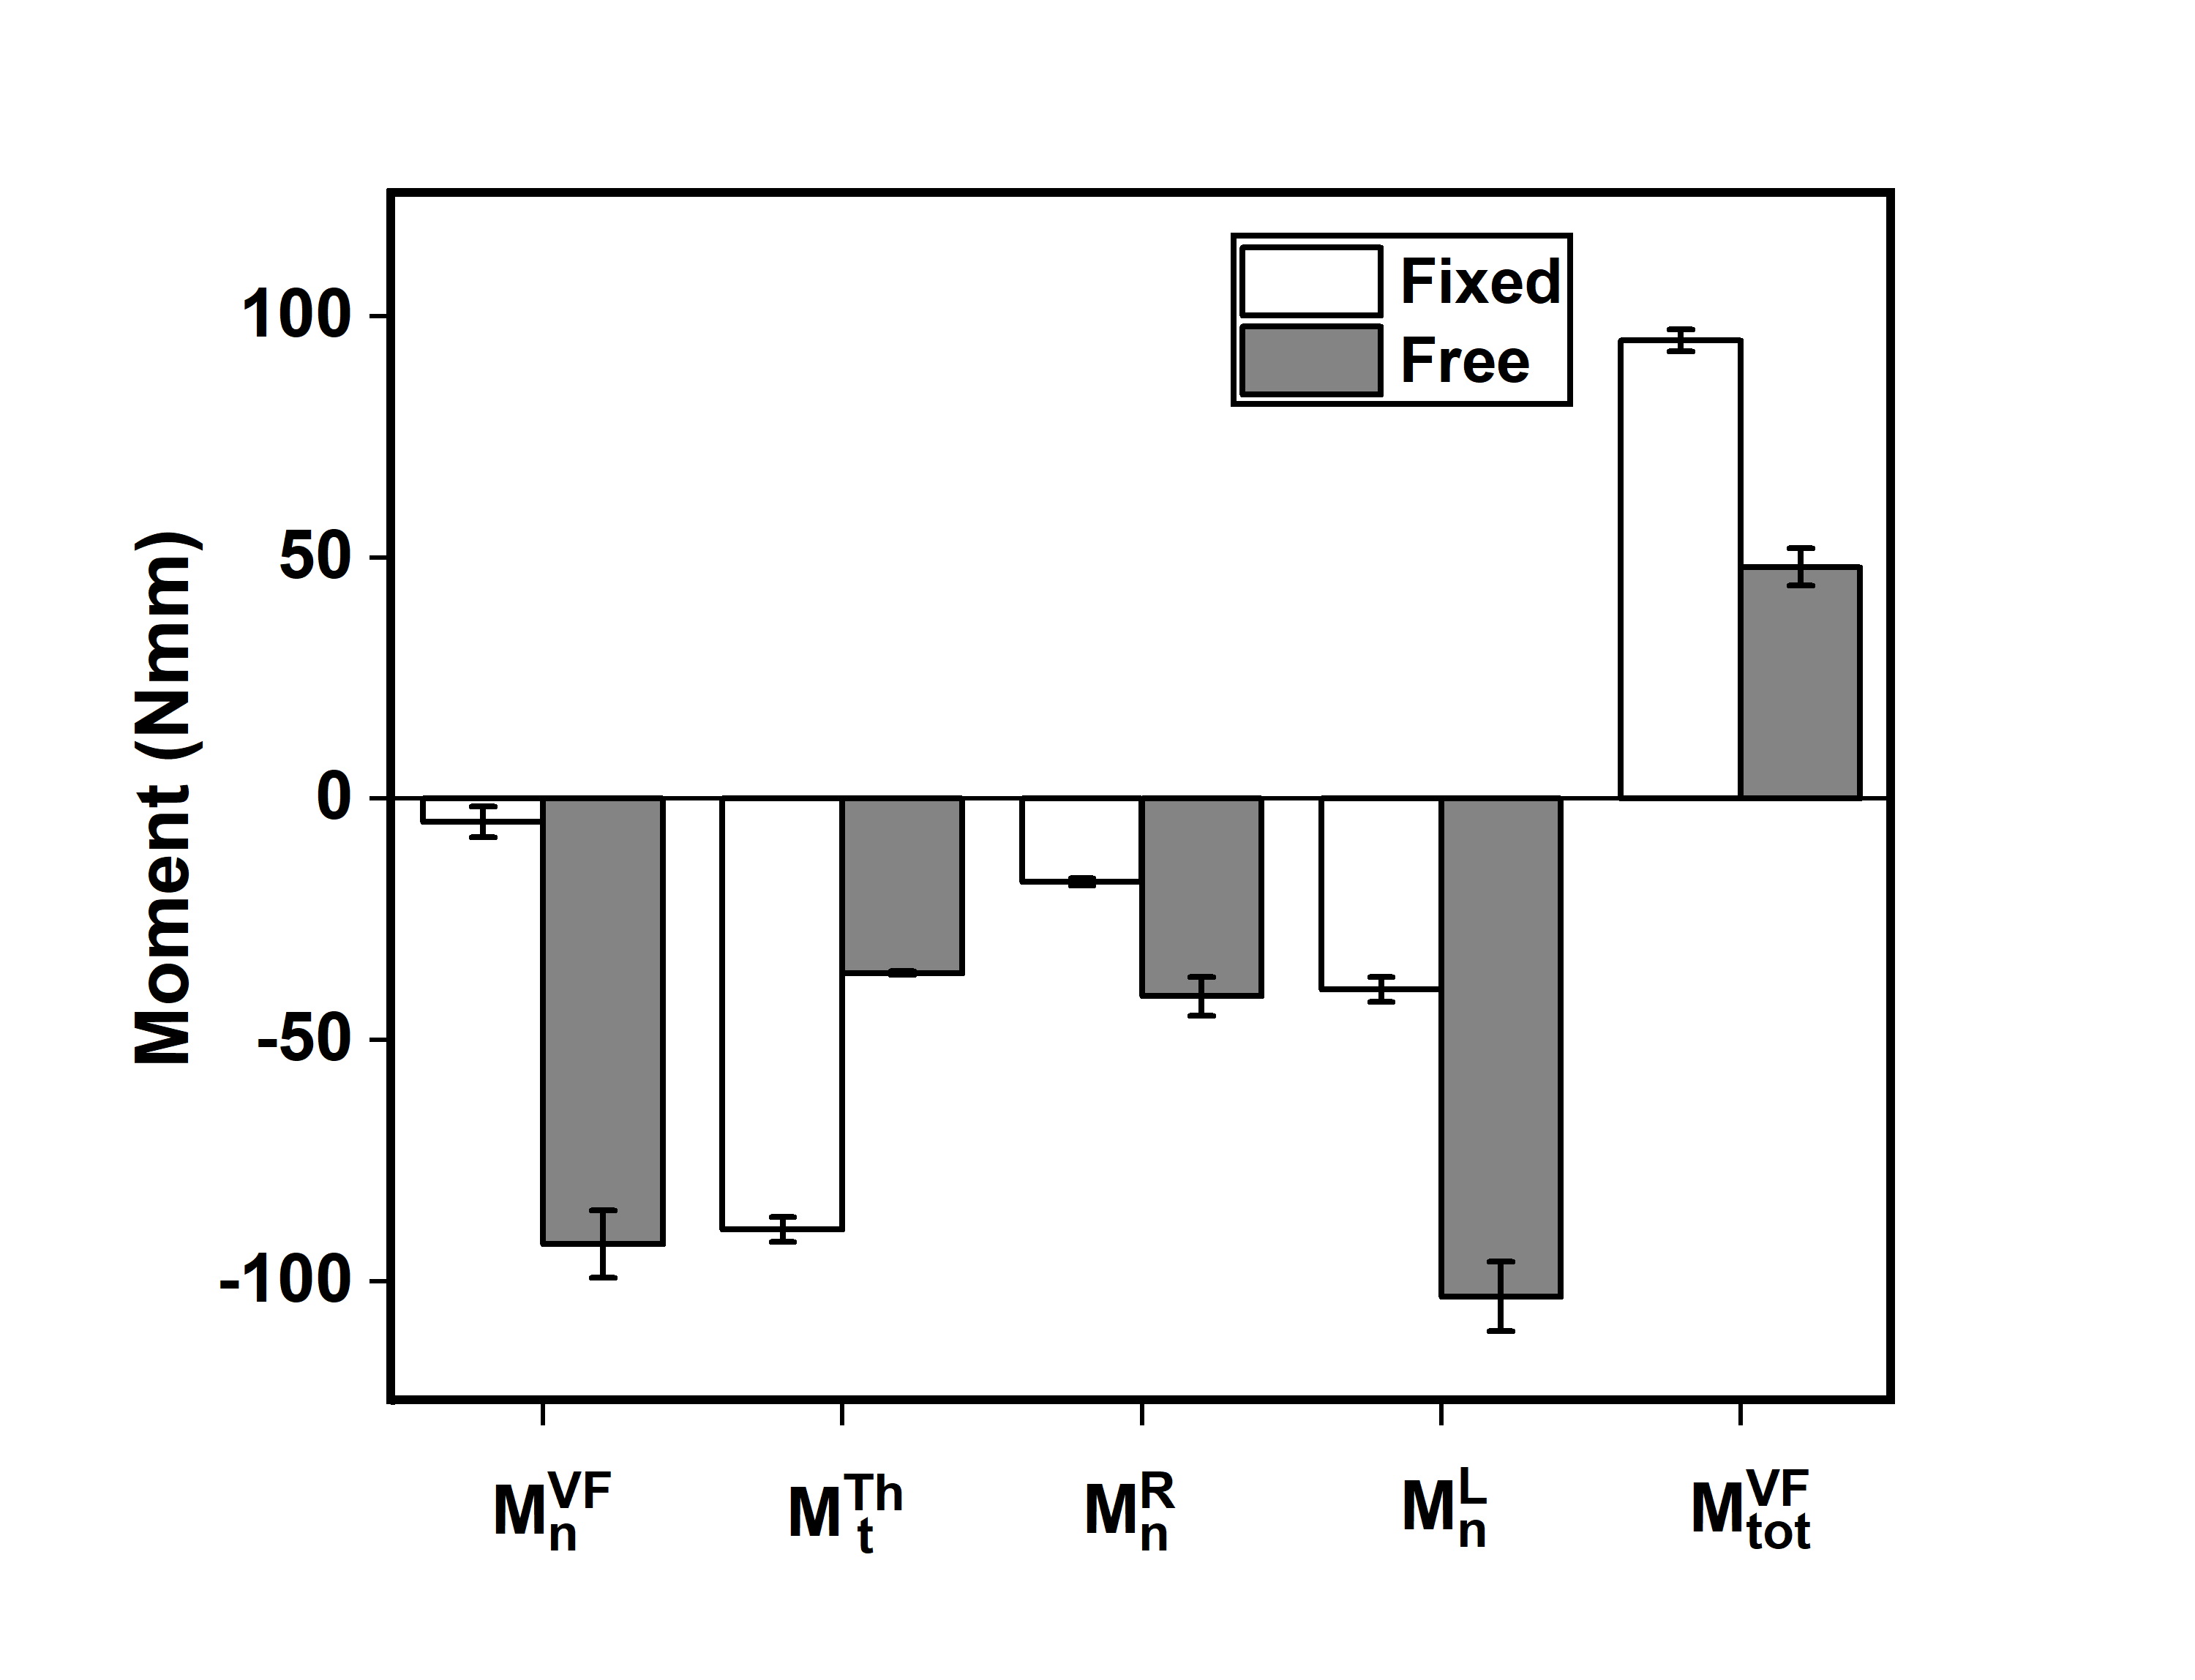 Fixed
Free
100
50
0
-50
-100
Moment (Nmm)
M_n^VF M_t^Th M_n^R M_n^L M_tot^VF